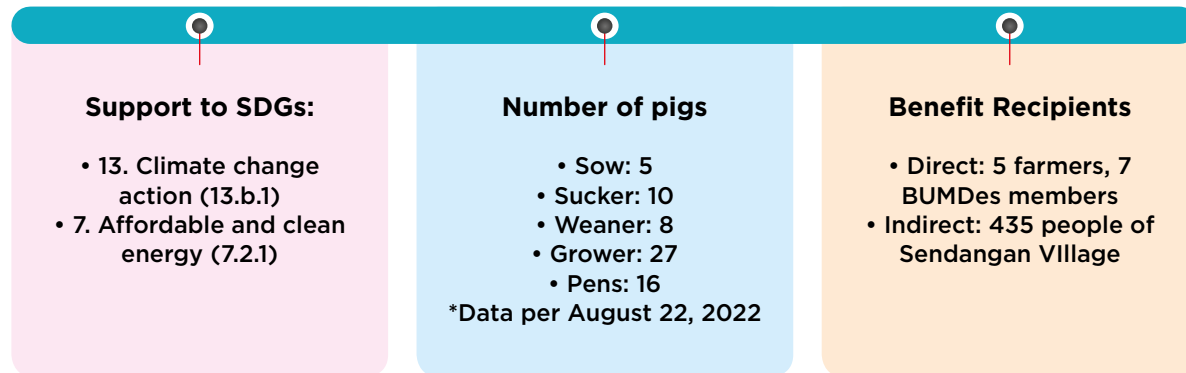 Support to SDGs:
• 13. Climate change
action (13.b.1)
• 7. Affordable and clean
energy (7.2.1)
Number of pigs
• Sow: 5
• Sucker: 10
• Weaner: 8
• Grower: 27
• Pens: 16
*Data per August 22, 2022
Benefit Recipients
• Direct: 5 farmers, 7
BUMDes members
• Indirect: 435 people of
Sendangan VIllage